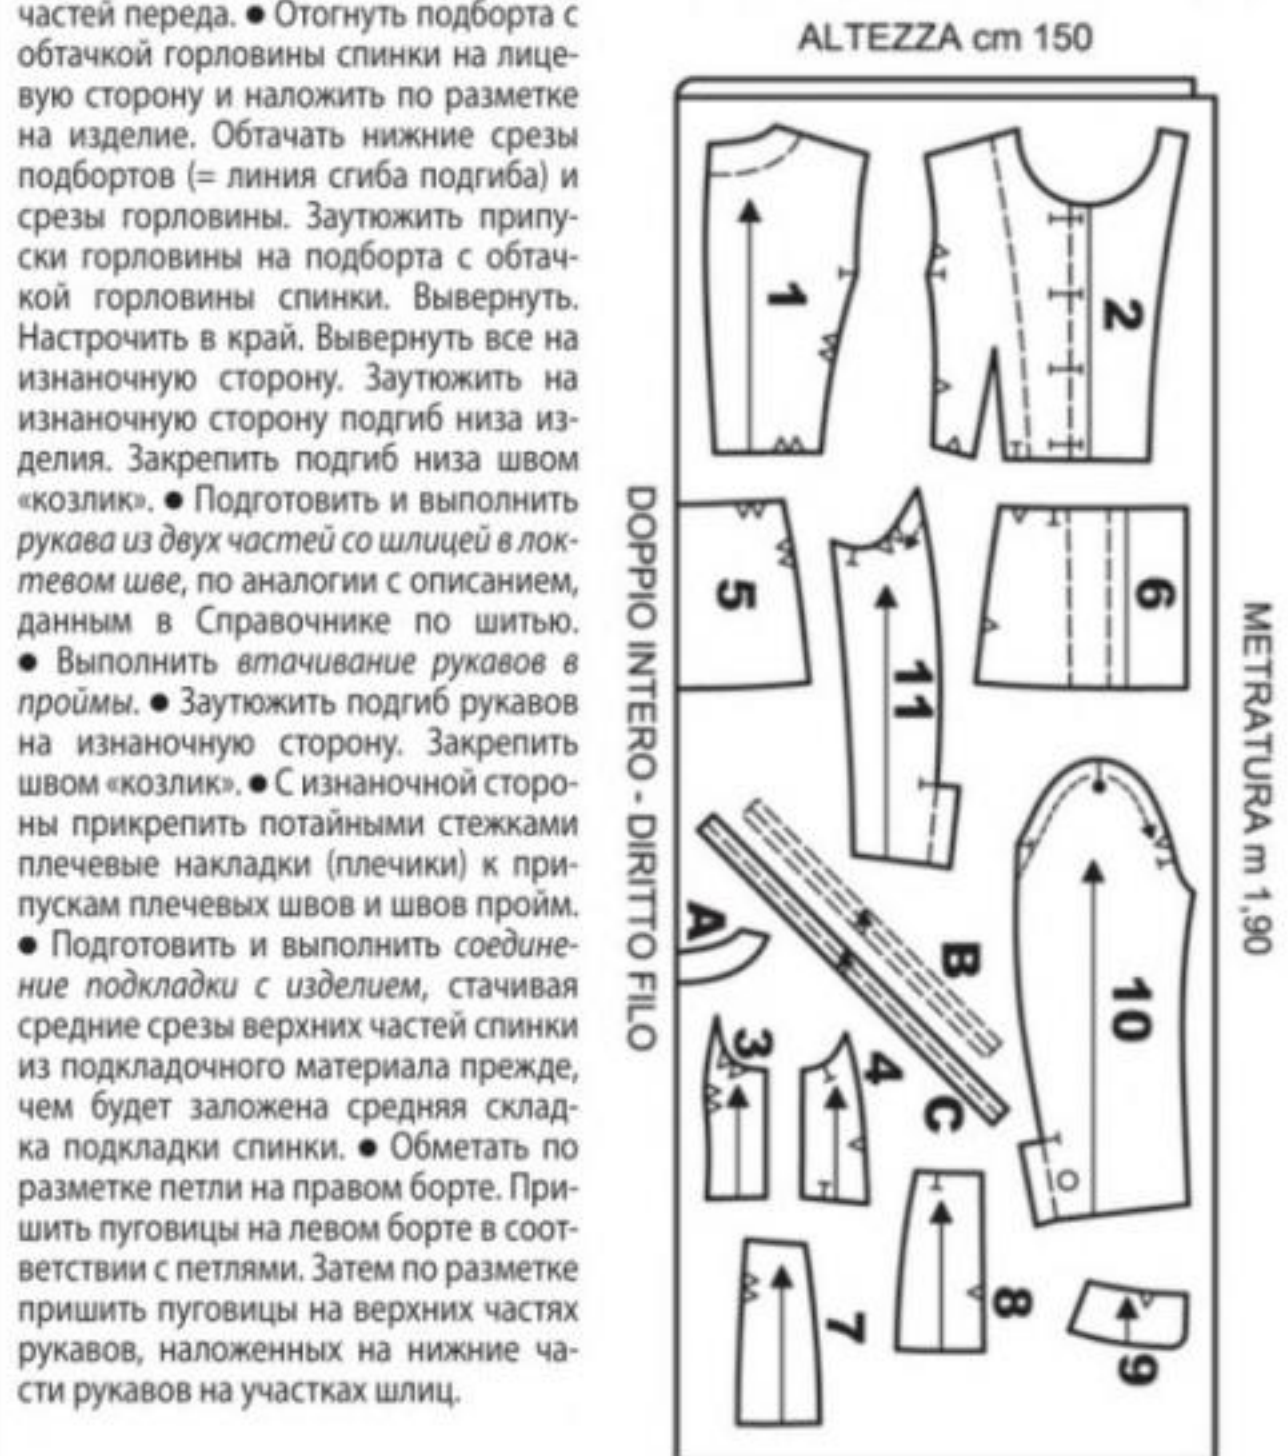 частей переда. ● Отогнуть подборта с
обтачкой горловины спинки на лице-
вую сторону и наложить по разметке
на изделие. Обтачать нижние срезы
подбортов (= линия сгиба подгиба) и
срезы горловины. Заутюжить припу-
ски горловины на подборта с обтач-
кой горловины спинки. Вывернуть.
Настрочить в край. Вывернуть все на
изнаночную сторону. Заутюжить на
изнаночную сторону подгиб низа из-
делия. Закрепить подгиб низа швом
«козлик». ● Подготовить и выполнить
рукава из двух частей со шлицей в лок-
тевом шве, по аналогии с описанием,
данным в Справочнике по шитью.
● Выполнить втачивание рукавов в
проймы. ● Заутюжить подгиб рукавов
на изнаночную сторону. Закрепить
швом «козлик». ● С изнаночной сторо-
ны прикрепить потайными стежками
плечевые накладки (плечики) к при-
пускам плечевых швов и швов пройм.
● Подготовить и выполнить соедине-
ние подкладки с изделием, стачивая
средние срезы верхних частей спинки
из подкладочного материала прежде,
чем будет заложена средняя склад-
ка подкладки спинки. ● Обметать по
разметке петли на правом борте. При-
шить пуговицы на левом борте в соот-
ветствии с петлями. Затем по разметке
пришить пуговицы на верхних частях
рукавов, наложенных на нижние ча-
сти рукавов на участках шлиц.
ALTEZZA cm 150
DOPPIO INTERO - DIRITTO FILO
METRATURA m 1,90
1
2
5
11
6
A
B
10
3
4
C
7
8
9